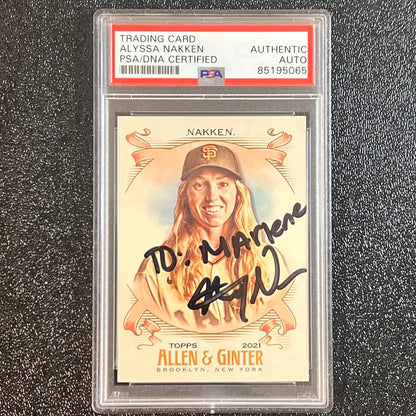 TRADING CARD
ALYSSA NAKKEN
PSA/DNA CERTIFIED
AUTHENTIC
AUTO
85195065
PSA
NAKKEN.
SF
TO: MArlene
TOPPS 2021
ALLEN & GINTER
BROOKLYN, NEW YORK